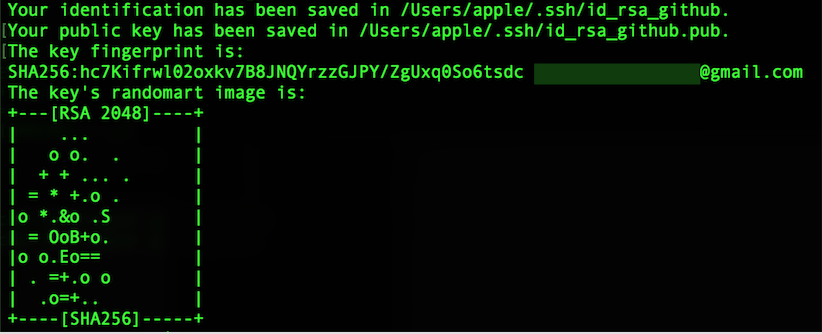 Your identification has been saved in /Users/apple/.ssh/id_rsa_github.
[Your public key has been saved in /Users/apple/.ssh/id_rsa_github.pub.
[The key fingerprint is:
SHA256:hc7Kifrwl02oxkv7B8JNQYrzzGJPY/ZgUxq0So6tsdc @gmail.com
The key's randomart image is:
+---[RSA 2048]----+
|     ...         |
|    o o.  .      |
|   + + ... .     |
|  = * +.o .      |
|o *.&o .S        |
| = OoB+o.        |
|o o.Eo==         |
| . =+.o o        |
|  .o=+..         |
+----[SHA256]-----+